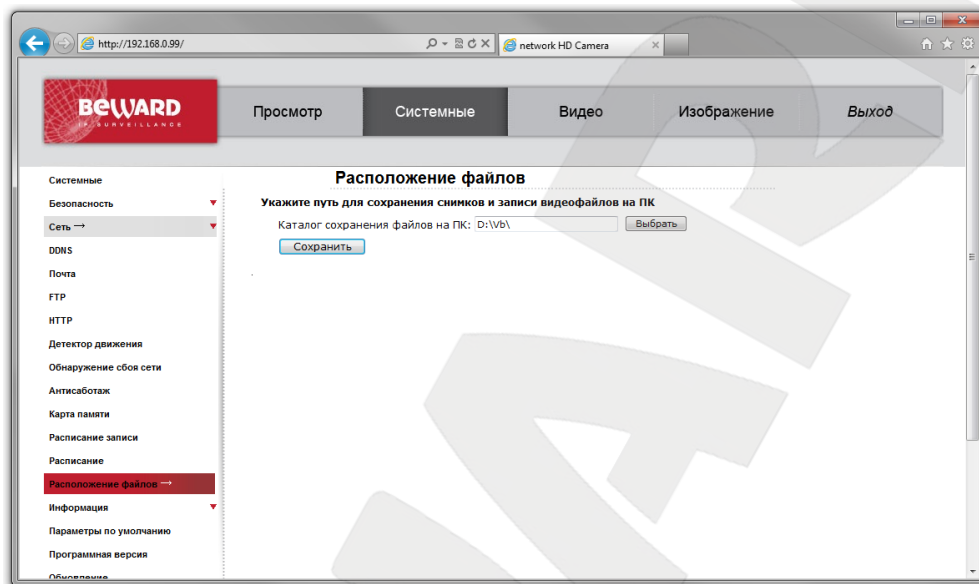 http://192.168.0.99/
network HD Camera
BEWARD
IP SURVEILLANCE
Просмотр
Системные
Видео
Изображение
Выход
Системные
Безопасность
Сеть →
DDNS
Почта
FTP
HTTP
Детектор движения
Обнаружение сбоя сети
Антисаботаж
Карта памяти
Расписание записи
Расписание
Расположение файлов →
Информация
Параметры по умолчанию
Программная версия
Обновление
Расположение файлов
Укажите путь для сохранения снимков и записи видеофайлов на ПК
Каталог сохранения файлов на ПК: D:\Vb\ Выбрать
Сохранить